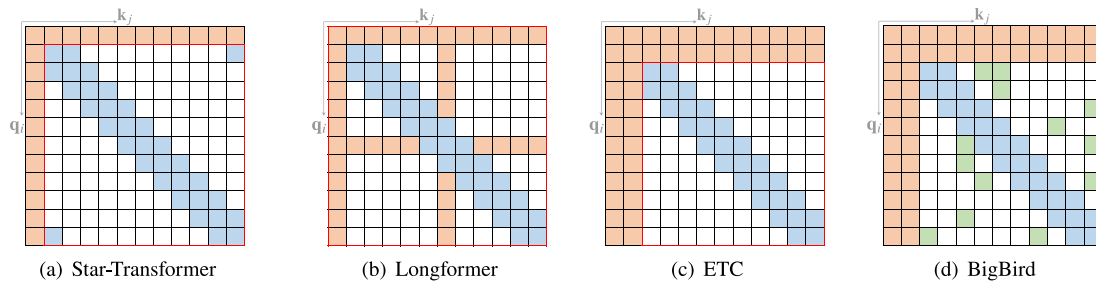 k_j k_j k_j k_j
q_i q_i q_i q_i
(a) Star-Transformer (b) Longformer (c) ETC (d) BigBird